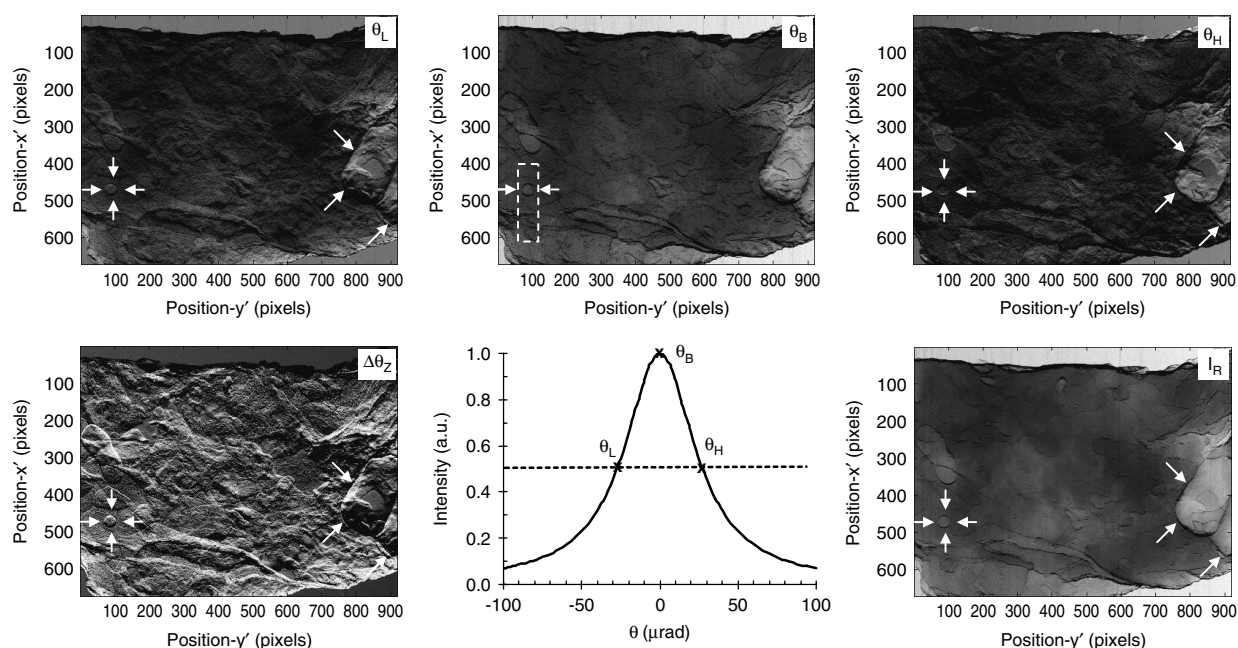 θL
100
200
300
400
500
600
Position-x′ (pixels)
100 200 300 400 500 600 700 800 900
Position-y′ (pixels)
θB
100
200
300
400
500
600
Position-x′ (pixels)
100 200 300 400 500 600 700 800 900
Position-y′ (pixels)
θH
100
200
300
400
500
600
Position-x′ (pixels)
100 200 300 400 500 600 700 800 900
Position-y′ (pixels)
ΔθZ
100
200
300
400
500
600
Position-x′ (pixels)
100 200 300 400 500 600 700 800 900
Position-y′ (pixels)
1.0
0.8
0.6
0.4
0.2
0.0
Intensity (a.u.)
θB
θL
θH
-100 -50 0 50 100
θ (μrad)
IR
100
200
300
400
500
600
Position-x′ (pixels)
100 200 300 400 500 600 700 800 900
Position-y′ (pixels)